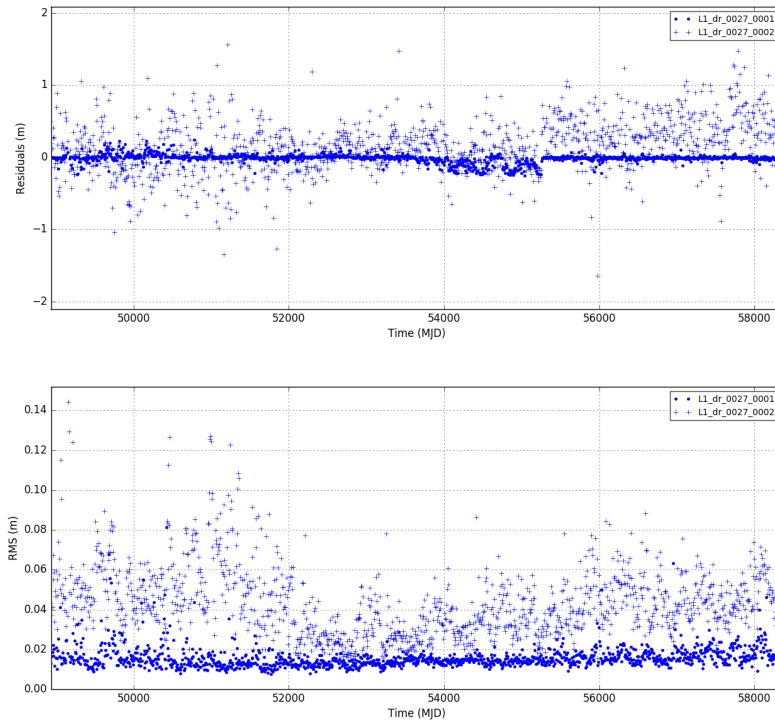 2
L1_dr_0027_0001
L1_dr_0027_0002
1
Residuals (m)
0
−1
−2
50000 52000 54000 56000 58000
Time (MJD)
L1_dr_0027_0001
0.14
L1_dr_0027_0002
0.12
0.10
0.08
RMS (m)
0.06
0.04
0.02
0.00
50000 52000 54000 56000 58000
Time (MJD)